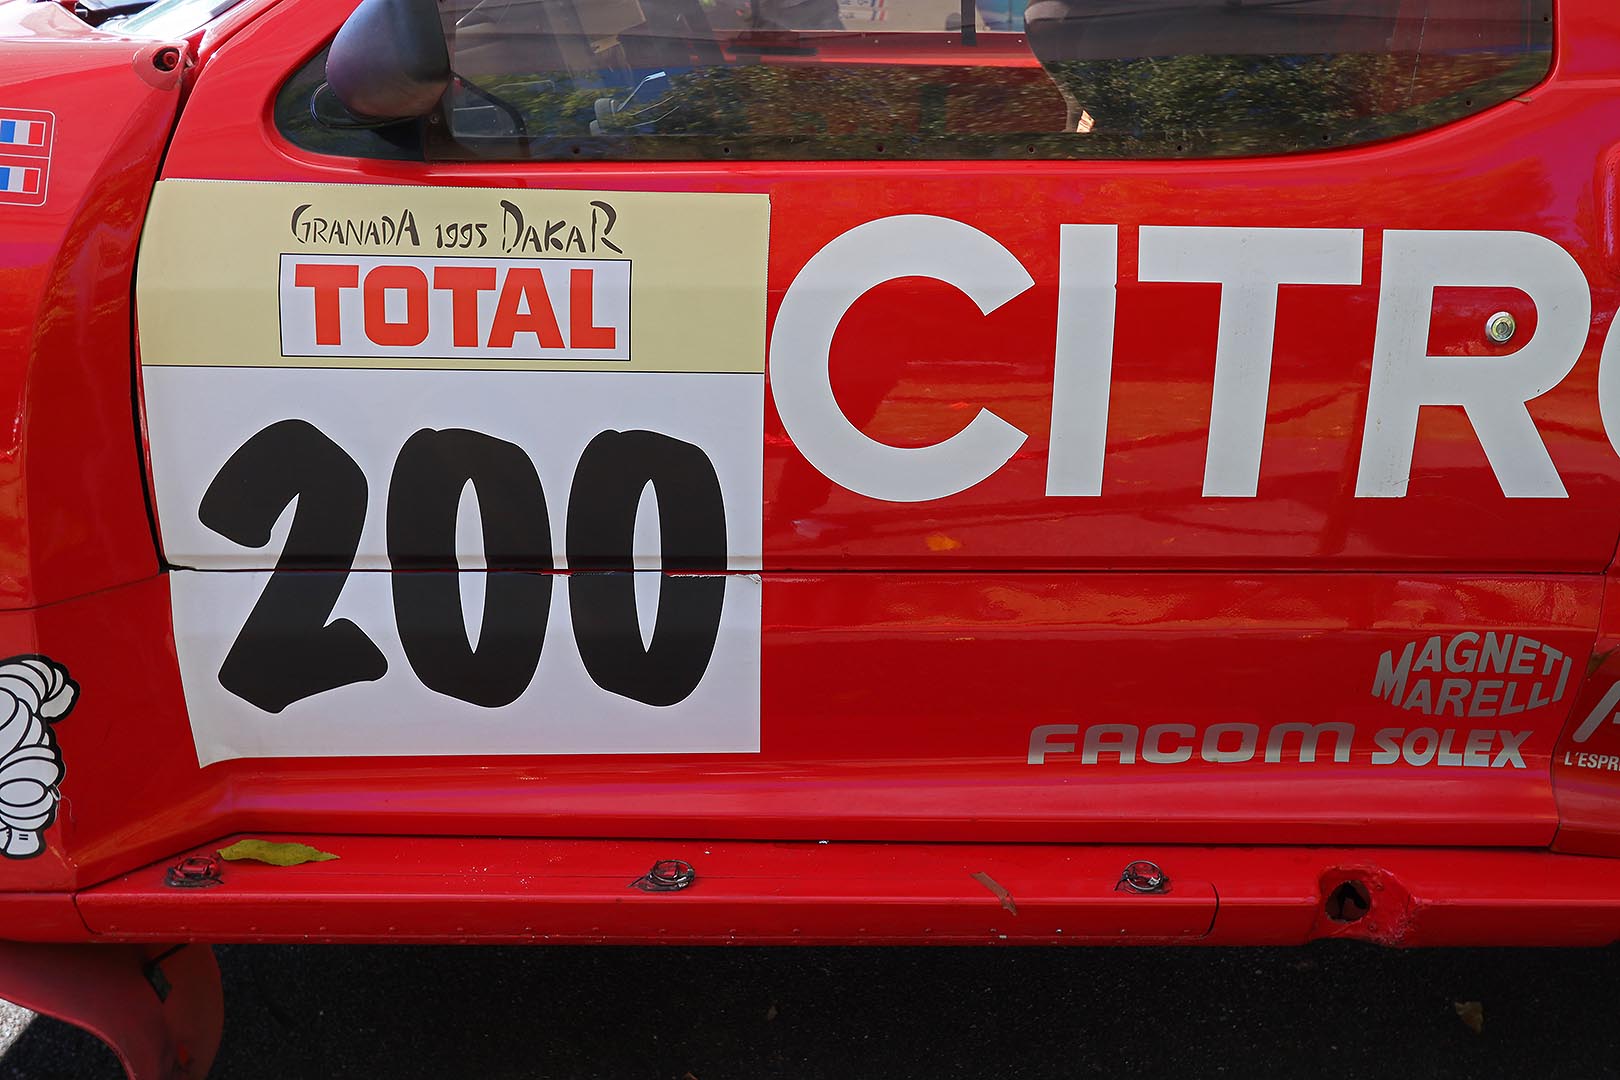 GRANADA 1995 DAKAR
TOTAL
200
CITR
MAGNETI
MARELLI
FACOM SOLEX
L'ESPR